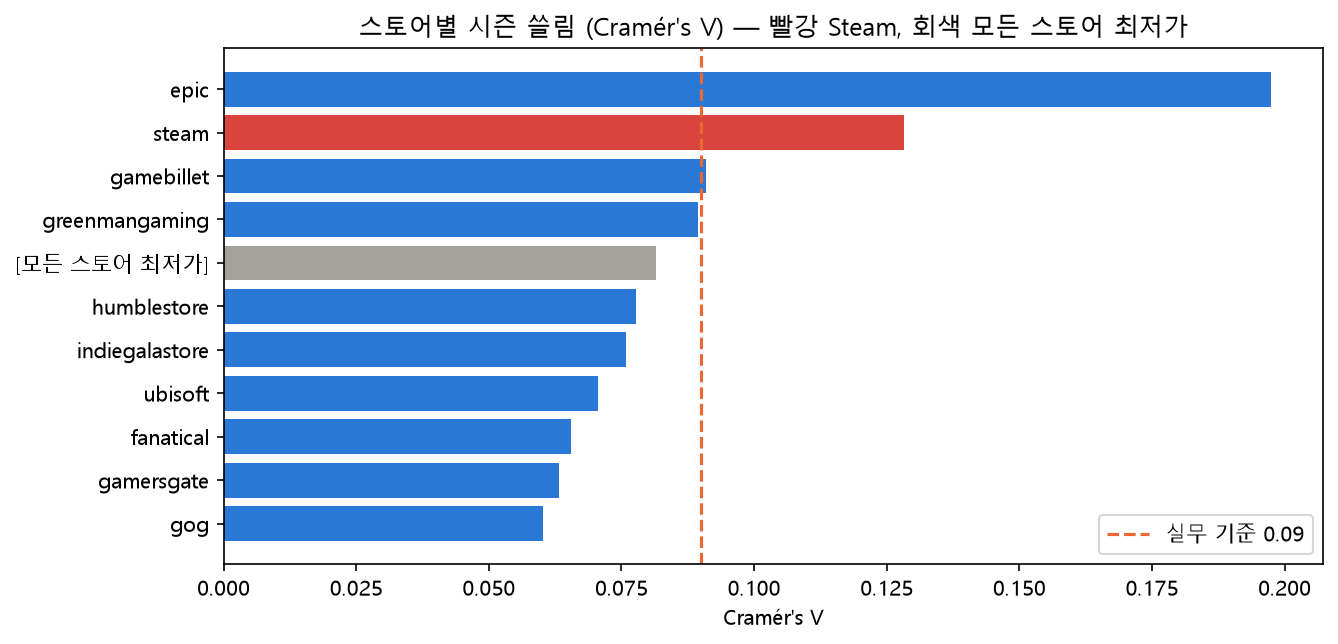 스토어별 시즌 쏠림 (Cramér's V) — 빨강 Steam, 회색 모든 스토어 최저가
epic
steam
gamebillet
greenmangaming
[모든 스토어 최저가]
humblestore
indiegalastore
ubisoft
fanatical
gamersgate
gog
실무 기준 0.09
0.000 0.025 0.050 0.075 0.100 0.125 0.150 0.175 0.200
Cramér's V